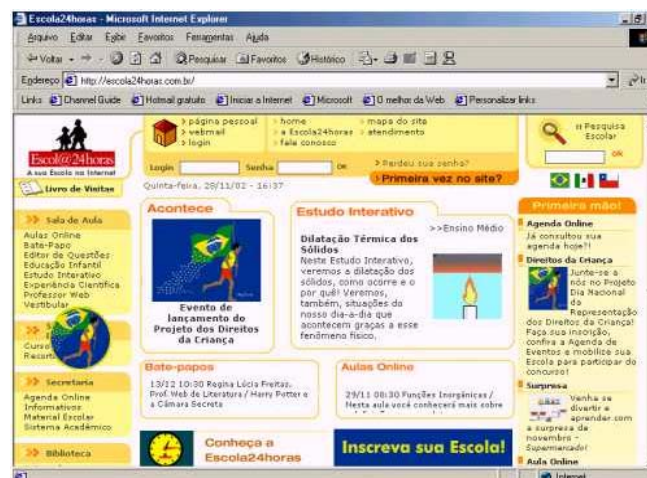 Escola24horas - Microsoft Internet Explorer
Arquivo Editar Exibir Favoritos Ferramentas Ajuda
Voltar Pesquisar Favoritos Histórico
Endereço http://escola24horas.com.br/
Links Channel Guide Hotmail gratuito Iniciar a Internet Microsoft O melhor da Web Personalizar links
Escol@24horas
A sua Escola na Internet
Livro de Visitas
› página pessoal
› webmail
› login
› home
› a Escola24horas
› fale conosco
› mapa do site
› atendimento
Login Senha OK
› Perdeu sua senha?
› Primeira vez no site?
Pesquisa
Escolar
ok
Quinta-feira, 28/11/02 - 16:37
>> Sala de Aula
Aulas Online
Bate-Papo
Editor de Questões
Educação Infantil
Estudo Interativo
Experiência Científica
Professor Web
Vestibular
>> Secretaria
Agenda Online
Informativos
Material Escolar
Sistema Acadêmico
>> Biblioteca
Acontece
Evento de
lançamento do
Projeto dos Direitos
da Criança
Estudo Interativo
>>Ensino Médio
Dilatação Térmica dos
Sólidos
Neste Estudo Interativo,
veremos a dilatação dos
sólidos, como ocorre e o
por quê! Veremos,
também, situações do
nosso dia-a-dia que
acontecem graças a esse
fenômeno físico.
Bate-papos
13/12 10:30 Regina Lúcia Freitas,
Prof. Web de Literatura / Harry Potter e
a Câmara Secreta
Aulas Online
29/11 08:30 Funções Inorgânicas /
Nesta aula você conhecerá mais sobre
Conheça a
Escola24horas
Inscreva sua Escola!
Primeira mão!
Agenda Online
Já consultou sua
agenda hoje?!
Direitos da Criança
Junte-se a
nós no Projeto
Dia Nacional
da
Representação
dos Direitos da Criança!
Faça sua inscrição,
confira a Agenda de
Eventos e mobilize sua
Escola para participar do
concurso!
Surpresa
Venha se
divertir e
aprender com
a surpresa de
novembro -
Supermercado!
Aula Online
Internet